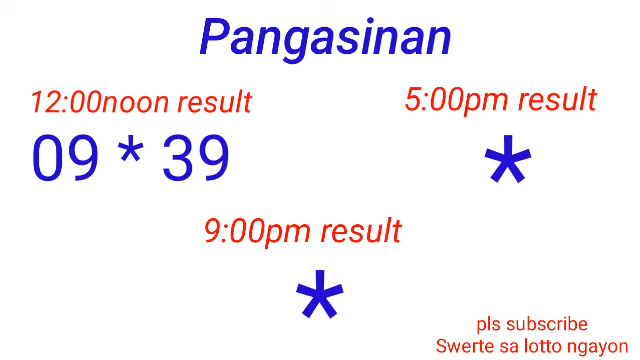 Pangasinan
12:00noon result
09 * 39
5:00pm result
*
9:00pm result
*
pls subscribe
Swerte sa lotto ngayon